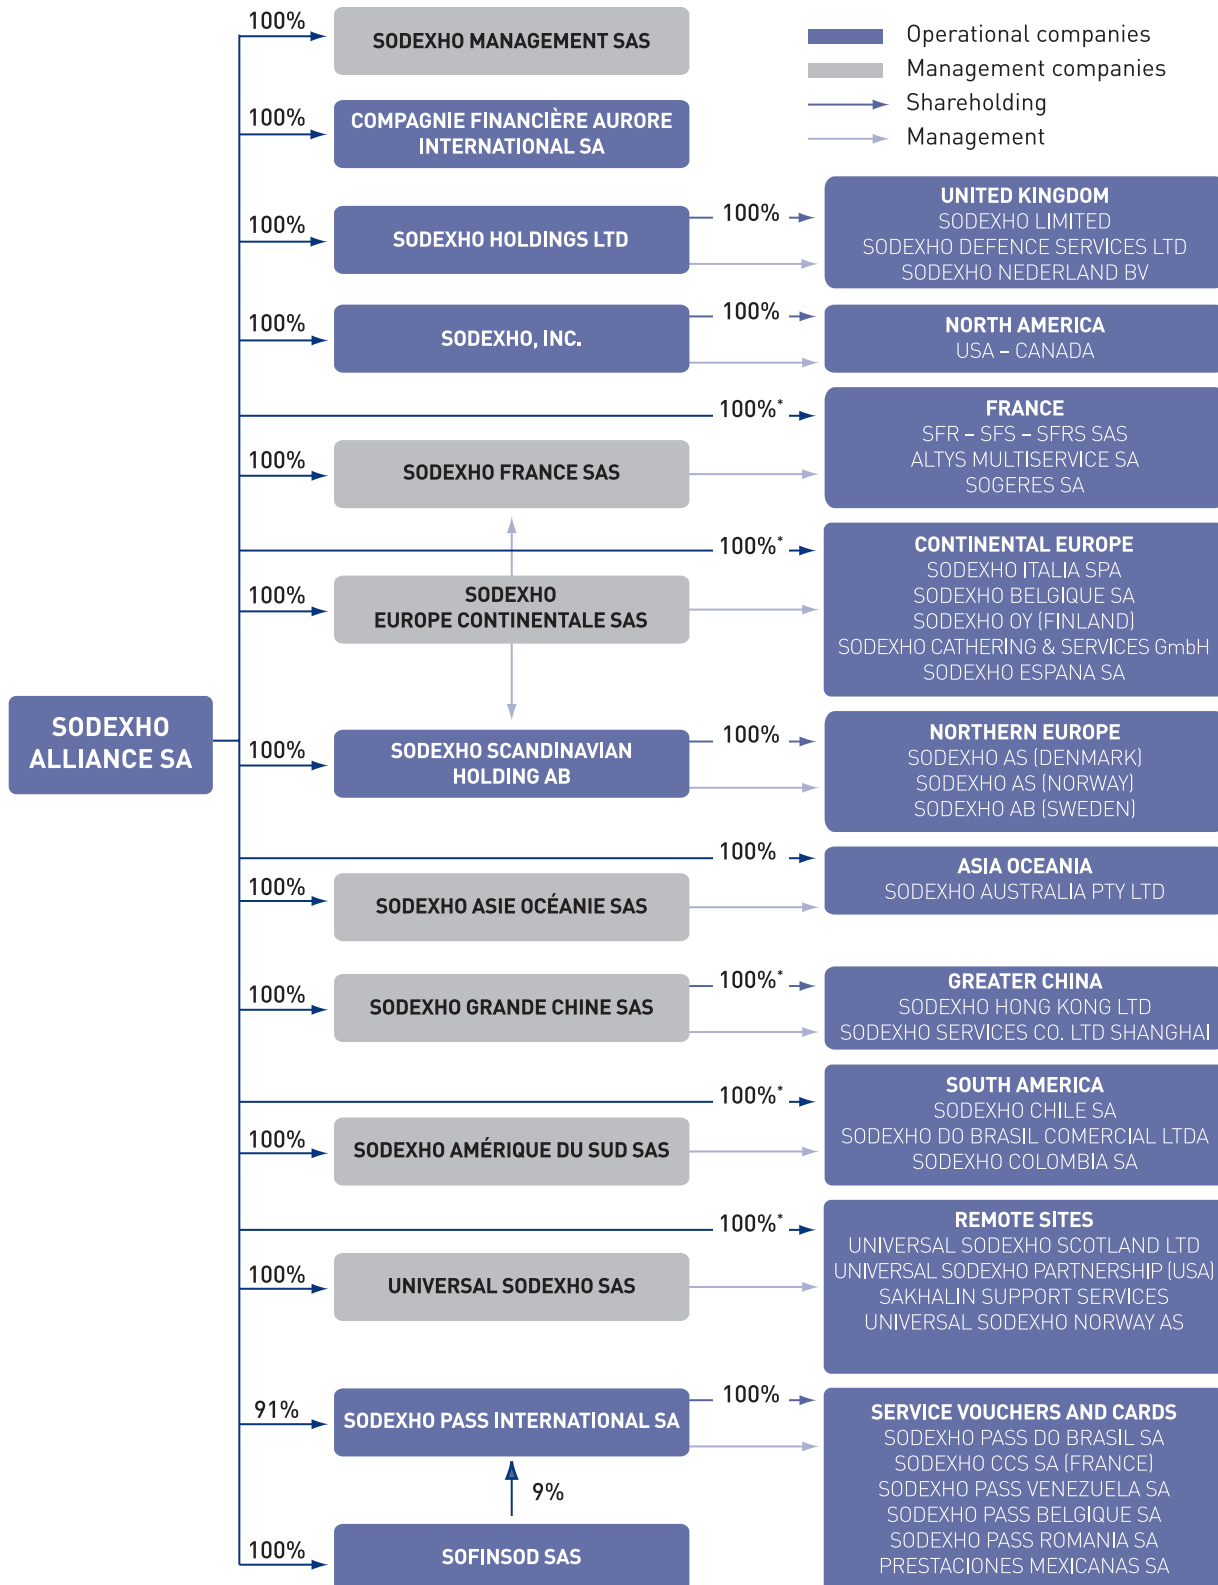 100%
SODEXHO MANAGEMENT SAS
Operational companies
Management companies
Shareholding
Management
100%
COMPAGNIE FINANCIÈRE AURORE
INTERNATIONAL SA
100%
SODEXHO HOLDINGS LTD
100%
UNITED KINGDOM
SODEXHO LIMITED
SODEXHO DEFENCE SERVICES LTD
SODEXHO NEDERLAND BV
100%
SODEXHO, INC.
100%
NORTH AMERICA
USA – CANADA
100%*
FRANCE
SFR – SFS – SFRS SAS
ALTYS MULTISERVICE SA
SOGERES SA
100%
SODEXHO FRANCE SAS
100%*
CONTINENTAL EUROPE
SODEXHO ITALIA SPA
SODEXHO BELGIQUE SA
SODEXHO OY (FINLAND)
SODEXHO CATHERING & SERVICES GmbH
SODEXHO ESPANA SA
100%
SODEXHO
EUROPE CONTINENTALE SAS
SODEXHO
ALLIANCE SA
100%
SODEXHO SCANDINAVIAN
HOLDING AB
100%
NORTHERN EUROPE
SODEXHO AS (DENMARK)
SODEXHO AS (NORWAY)
SODEXHO AB (SWEDEN)
100%
ASIA OCEANIA
SODEXHO AUSTRALIA PTY LTD
100%
SODEXHO ASIE OCÉANIE SAS
100%
SODEXHO GRANDE CHINE SAS
100%*
GREATER CHINA
SODEXHO HONG KONG LTD
SODEXHO SERVICES CO. LTD SHANGHAI
100%*
SOUTH AMERICA
SODEXHO CHILE SA
SODEXHO DO BRASIL COMERCIAL LTDA
SODEXHO COLOMBIA SA
100%
SODEXHO AMÉRIQUE DU SUD SAS
100%*
REMOTE SITES
UNIVERSAL SODEXHO SCOTLAND LTD
UNIVERSAL SODEXHO PARTNERSHIP (USA)
SAKHALIN SUPPORT SERVICES
UNIVERSAL SODEXHO NORWAY AS
100%
UNIVERSAL SODEXHO SAS
91%
SODEXHO PASS INTERNATIONAL SA
100%
SERVICE VOUCHERS AND CARDS
SODEXHO PASS DO BRASIL SA
SODEXHO CCS SA (FRANCE)
SODEXHO PASS VENEZUELA SA
SODEXHO PASS BELGIQUE SA
SODEXHO PASS ROMANIA SA
PRESTACIONES MEXICANAS SA
9%
100%
SOFINSOD SAS